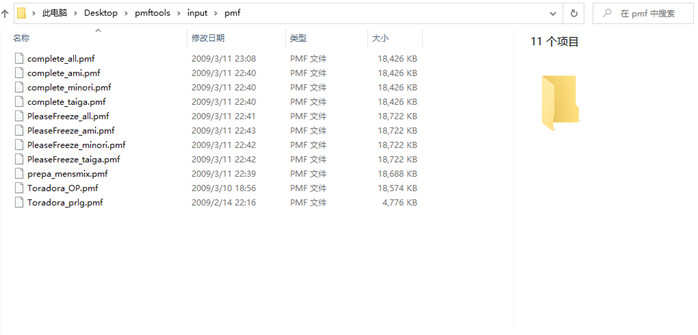 此电脑 › Desktop › pmftools › input › pmf 在 pmf 中搜索
名称 修改日期 类型 大小 11 个项目
complete_all.pmf 2009/3/11 23:08 PMF 文件 18,426 KB
complete_ami.pmf 2009/3/11 22:40 PMF 文件 18,426 KB
complete_minori.pmf 2009/3/11 22:40 PMF 文件 18,426 KB
complete_taiga.pmf 2009/3/11 22:40 PMF 文件 18,426 KB
PleaseFreeze_all.pmf 2009/3/11 22:41 PMF 文件 18,722 KB
PleaseFreeze_ami.pmf 2009/3/11 22:43 PMF 文件 18,722 KB
PleaseFreeze_minori.pmf 2009/3/11 22:42 PMF 文件 18,722 KB
PleaseFreeze_taiga.pmf 2009/3/11 22:42 PMF 文件 18,722 KB
prepa_mensmix.pmf 2009/3/11 22:39 PMF 文件 18,688 KB
Toradora_OP.pmf 2009/3/10 18:56 PMF 文件 18,574 KB
Toradora_prlg.pmf 2009/2/14 22:16 PMF 文件 4,776 KB